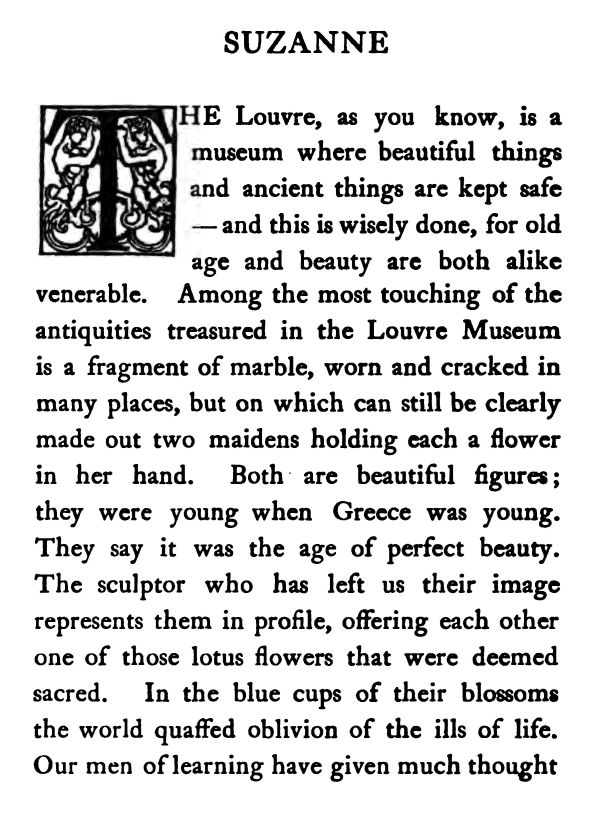 SUZANNE
THE Louvre, as you know, is a
museum where beautiful things
and ancient things are kept safe
— and this is wisely done, for old
age and beauty are both alike
venerable. Among the most touching of the
antiquities treasured in the Louvre Museum
is a fragment of marble, worn and cracked in
many places, but on which can still be clearly
made out two maidens holding each a flower
in her hand. Both are beautiful figures;
they were young when Greece was young.
They say it was the age of perfect beauty.
The sculptor who has left us their image
represents them in profile, offering each other
one of those lotus flowers that were deemed
sacred. In the blue cups of their blossoms
the world quaffed oblivion of the ills of life.
Our men of learning have given much thought